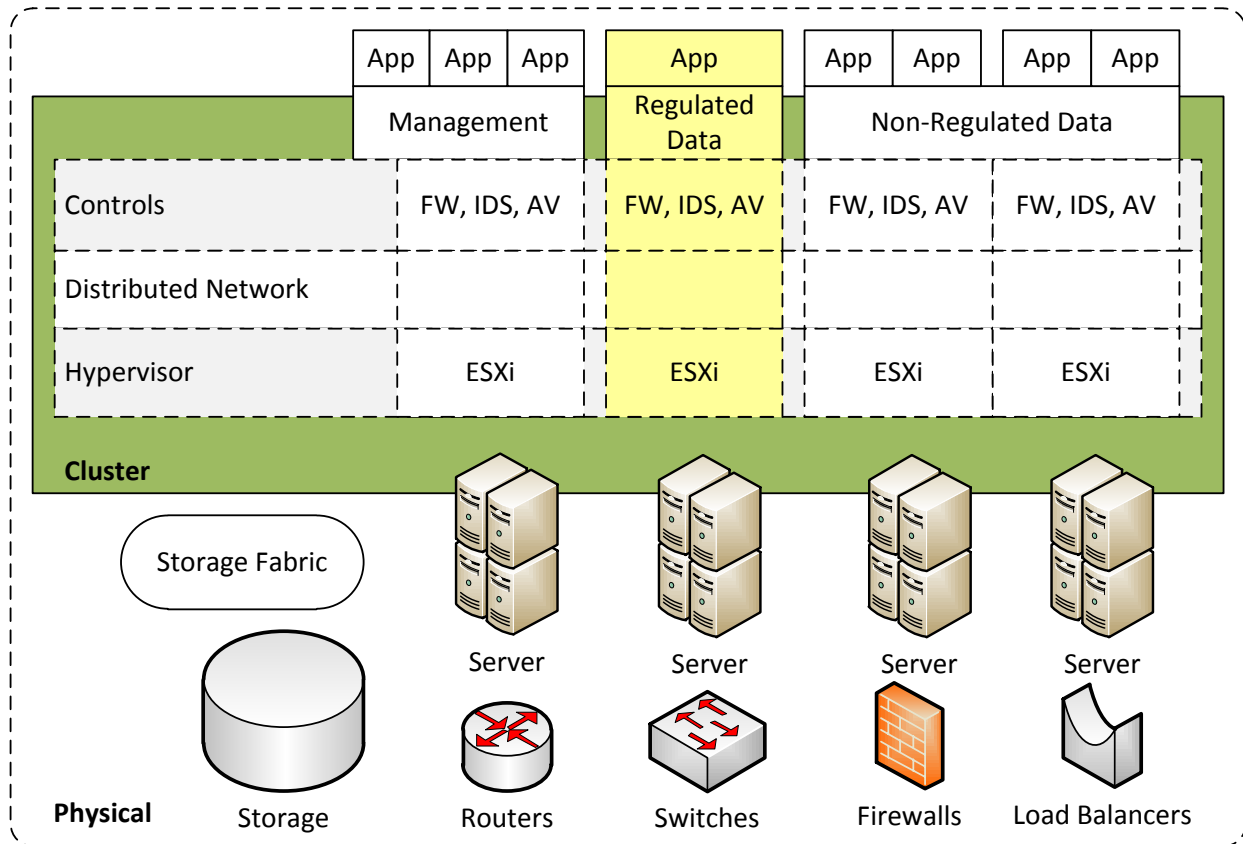 App App App App App App App App
Management Regulated Data Non-Regulated Data
Controls FW, IDS, AV FW, IDS, AV FW, IDS, AV FW, IDS, AV
Distributed Network
Hypervisor ESXi ESXi ESXi ESXi
Cluster
Storage Fabric
Server Server Server Server
Physical Storage Routers Switches Firewalls Load Balancers